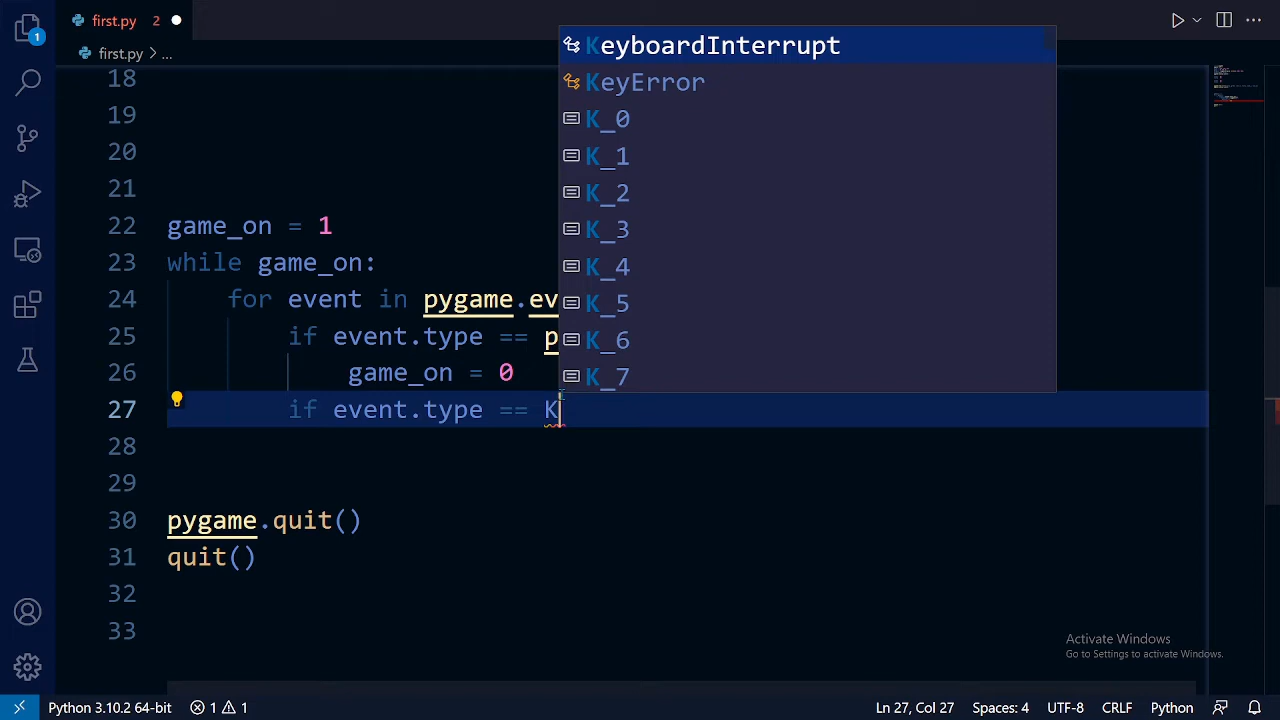 1
first.py 2
first.py > ...
KeyboardInterrupt
KeyError
K_0
K_1
K_2
K_3
K_4
K_5
K_6
K_7
18
19
20
21
22 game_on = 1
23 while game_on:
24 for event in pygame.ev
25 if event.type == p
26 game_on = 0
27 if event.type == K
28
29
30 pygame.quit()
31 quit()
32
33
Activate Windows
Go to Settings to activate Windows.
Python 3.10.2 64-bit 1 1 Ln 27, Col 27 Spaces: 4 UTF-8 CRLF Python